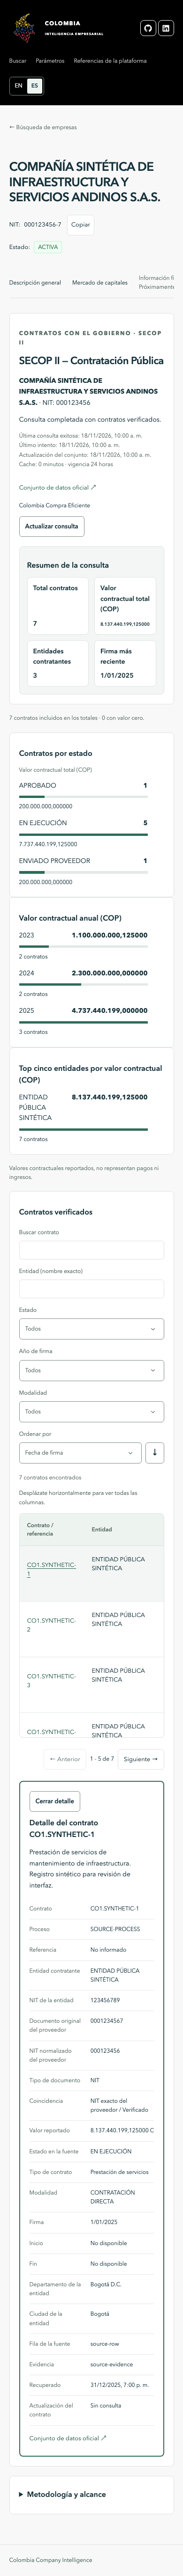 COLOMBIA
INTELIGENCIA EMPRESARIAL
Buscar Parámetros Referencias de la plataforma
EN ES
← Búsqueda de empresas
COMPAÑÍA SINTÉTICA DE
INFRAESTRUCTURA Y
SERVICIOS ANDINOS S.A.S.
NIT: 000123456-7 Copiar
Estado: ACTIVA
Descripción general Mercado de capitales Información fi
Próximamente
CONTRATOS CON EL GOBIERNO · SECOP
II
SECOP II — Contratación Pública
COMPAÑÍA SINTÉTICA DE
INFRAESTRUCTURA Y SERVICIOS ANDINOS
S.A.S. · NIT: 000123456
Consulta completada con contratos verificados.
Última consulta exitosa: 18/11/2026, 10:00 a. m.
Último intento: 18/11/2026, 10:00 a. m.
Actualización del conjunto: 18/11/2026, 10:00 a. m.
Cache: 0 minutos · vigencia 24 horas
Conjunto de datos oficial ↗
Colombia Compra Eficiente
Actualizar consulta
Resumen de la consulta
Total contratos
7
Valor
contractual total
(COP)
8.137.440.199,125000
Entidades
contratantes
3
Firma más
reciente
1/01/2025
7 contratos incluidos en los totales · 0 con valor cero.
Contratos por estado
Valor contractual total (COP)
APROBADO 1
200.000.000,000000
EN EJECUCIÓN 5
7.737.440.199,125000
ENVIADO PROVEEDOR 1
200.000.000,000000
Valor contractual anual (COP)
2023 1.100.000.000,125000
2 contratos
2024 2.300.000.000,000000
2 contratos
2025 4.737.440.199,000000
3 contratos
Top cinco entidades por valor contractual
(COP)
ENTIDAD
PÚBLICA
SINTÉTICA
8.137.440.199,125000
7 contratos
Valores contractuales reportados, no representan pagos ni
ingresos.
Contratos verificados
Buscar contrato
Entidad (nombre exacto)
Estado
Todos
Año de firma
Todos
Modalidad
Todos
Ordenar por
Fecha de firma ↓
7 contratos encontrados
Desplázate horizontalmente para ver todas las
columnas.
Contrato /
referencia
Entidad
CO1.SYNTHETIC-
1
ENTIDAD PÚBLICA
SINTÉTICA
CO1.SYNTHETIC-
2
ENTIDAD PÚBLICA
SINTÉTICA
CO1.SYNTHETIC-
3
ENTIDAD PÚBLICA
SINTÉTICA
CO1.SYNTHETIC-
ENTIDAD PÚBLICA
SINTÉTICA
← Anterior 1 - 5 de 7 Siguiente →
Cerrar detalle
Detalle del contrato
CO1.SYNTHETIC-1
Prestación de servicios de
mantenimiento de infraestructura.
Registro sintético para revisión de
interfaz.
Contrato CO1.SYNTHETIC-1
Proceso SOURCE-PROCESS
Referencia No informado
Entidad contratante ENTIDAD PÚBLICA
SINTÉTICA
NIT de la entidad 123456789
Documento original
del proveedor
0001234567
NIT normalizado
del proveedor
000123456
Tipo de documento NIT
Coincidencia NIT exacto del
proveedor / Verificado
Valor reportado 8.137.440.199,125000 C
Estado en la fuente EN EJECUCIÓN
Tipo de contrato Prestación de servicios
Modalidad CONTRATACIÓN
DIRECTA
Firma 1/01/2025
Inicio No disponible
Fin No disponible
Departamento de la
entidad
Bogotá D.C.
Ciudad de la
entidad
Bogotá
Fila de la fuente source-row
Evidencia source-evidence
Recuperado 31/12/2025, 7:00 p. m.
Actualización del
contrato
Sin consulta
Conjunto de datos oficial ↗
▶ Metodología y alcance
Colombia Company Intelligence